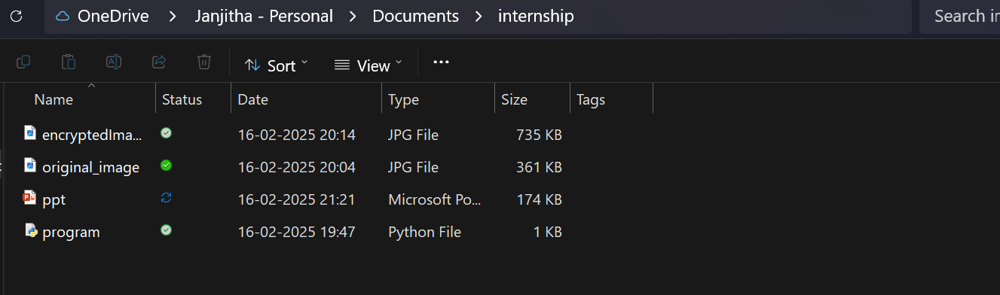 OneDrive > Janjitha - Personal > Documents > internship Search in
Sort View ...
Name Status Date Type Size Tags
encryptedIma... 16-02-2025 20:14 JPG File 735 KB
original_image 16-02-2025 20:04 JPG File 361 KB
ppt 16-02-2025 21:21 Microsoft Po... 174 KB
program 16-02-2025 19:47 Python File 1 KB